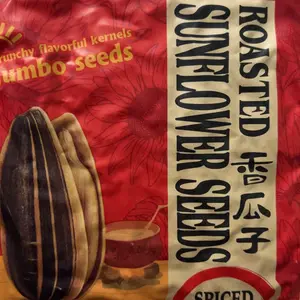 crunchy flavorful kernels
jumbo seeds
ROASTED
SUNFLOWER SEEDS
香瓜子
SPICED